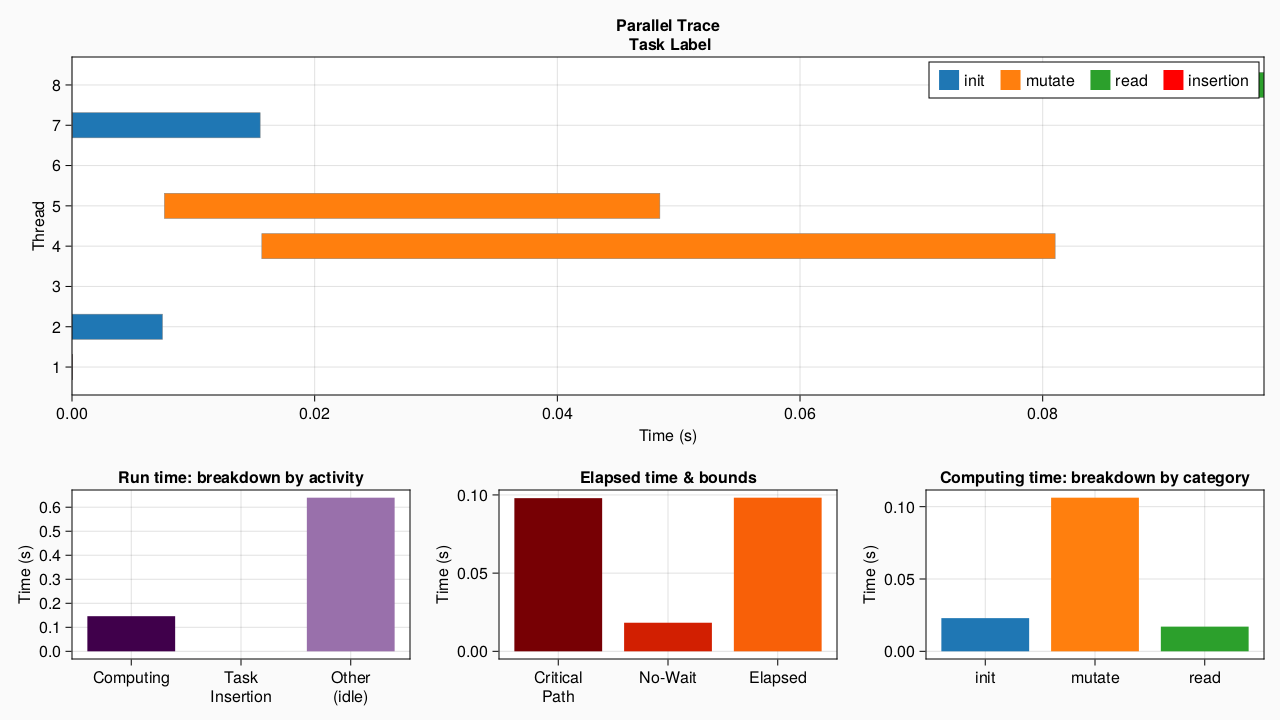 Parallel Trace
Task Label
init mutate read insertion
8
7
6
5
4
3
2
1
Thread
0.00 0.02 0.04 0.06 0.08
Time (s)
Run time: breakdown by activity
0.6
0.5
0.4
0.3
0.2
0.1
0.0
Time (s)
Computing Task Insertion Other (idle)
Elapsed time & bounds
0.10
0.05
0.00
Time (s)
Critical Path No-Wait Elapsed
Computing time: breakdown by category
0.10
0.05
0.00
Time (s)
init mutate read